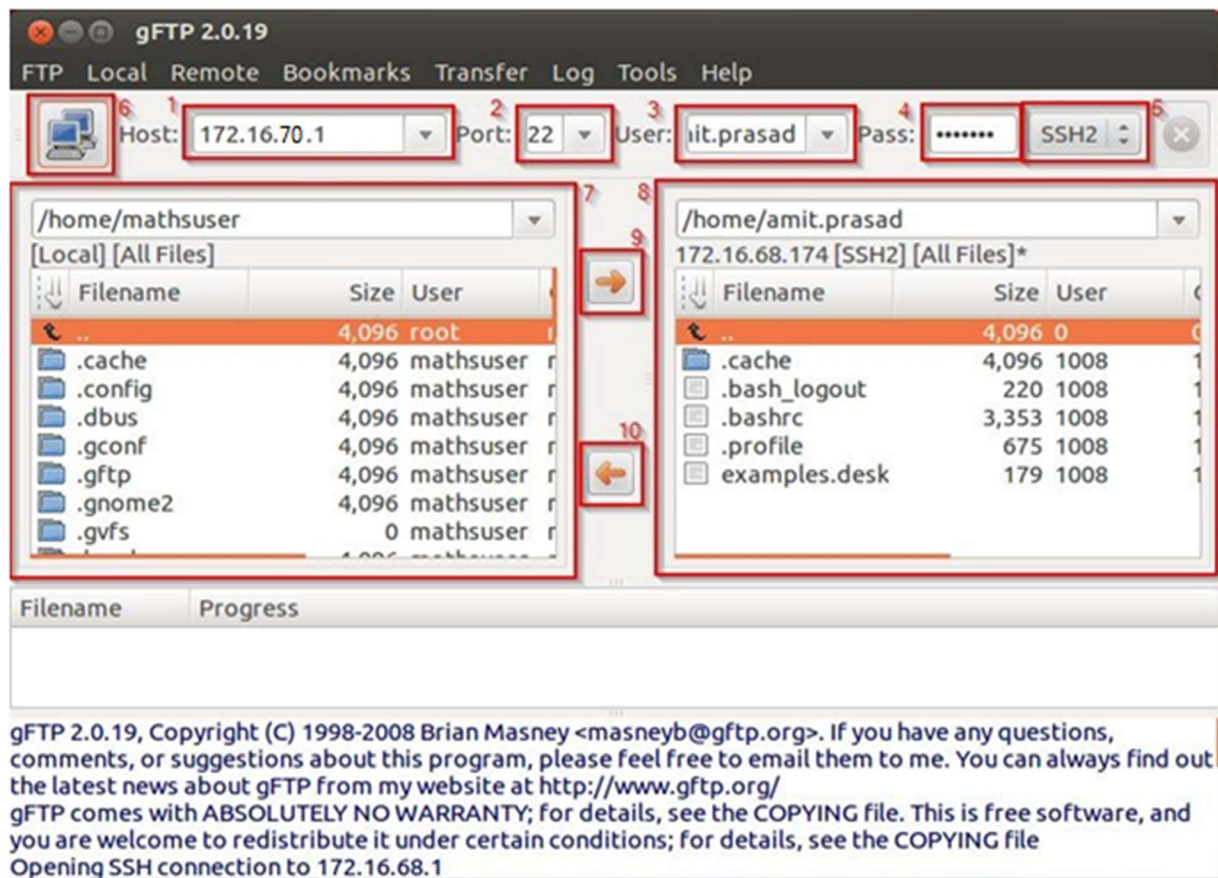 gFTP 2.0.19
FTP Local Remote Bookmarks Transfer Log Tools Help
6 1 2 3 4 5
Host: 172.16.70.1 Port: 22 User: nit.prasad Pass: ••••••• SSH2
7 8
/home/mathsuser
[Local] [All Files]
Filename Size User
.. 4,096 root
.cache 4,096 mathsuser
.config 4,096 mathsuser
.dbus 4,096 mathsuser
.gconf 4,096 mathsuser
.gftp 4,096 mathsuser
.gnome2 4,096 mathsuser
.gvfs 0 mathsuser
9
10
/home/amit.prasad
172.16.68.174 [SSH2] [All Files]*
Filename Size User
.. 4,096 0
.cache 4,096 1008
.bash_logout 220 1008
.bashrc 3,353 1008
.profile 675 1008
examples.desk 179 1008
Filename Progress
gFTP 2.0.19, Copyright (C) 1998-2008 Brian Masney <masneyb@gftp.org>. If you have any questions,
comments, or suggestions about this program, please feel free to email them to me. You can always find out
the latest news about gFTP from my website at http://www.gftp.org/
gFTP comes with ABSOLUTELY NO WARRANTY; for details, see the COPYING file. This is free software, and
you are welcome to redistribute it under certain conditions; for details, see the COPYING file
Opening SSH connection to 172.16.68.1